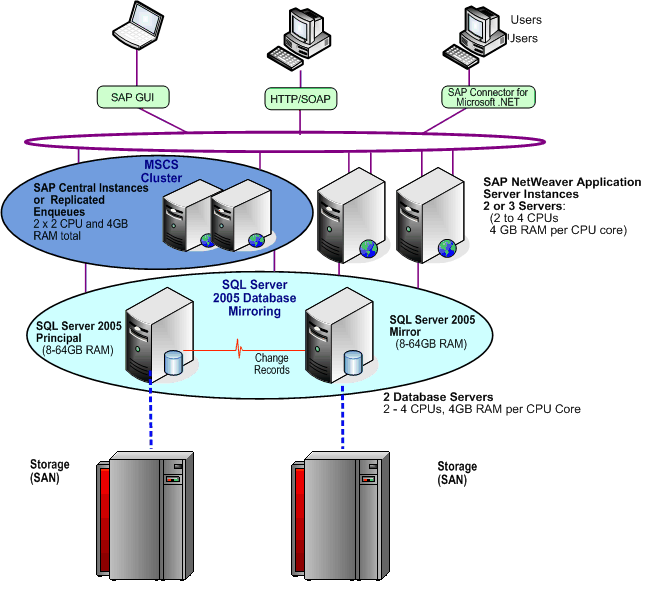 Users
Users
SAP GUI
HTTP/SOAP
SAP Connector for
Microsoft .NET
MSCS
Cluster
SAP Central Instances
or Replicated
Enqueues
2 x 2 CPU and 4GB
RAM total
SAP NetWeaver Application
Server Instances
2 or 3 Servers:
(2 to 4 CPUs
4 GB RAM per CPU core)
SQL Server
2005 Database
Mirroring
SQL Server 2005
Principal
(8-64GB RAM)
SQL Server 2005
Mirror
(8-64GB RAM)
Change
Records
2 Database Servers
2 - 4 CPUs, 4GB RAM per CPU Core
Storage
(SAN)
Storage
(SAN)